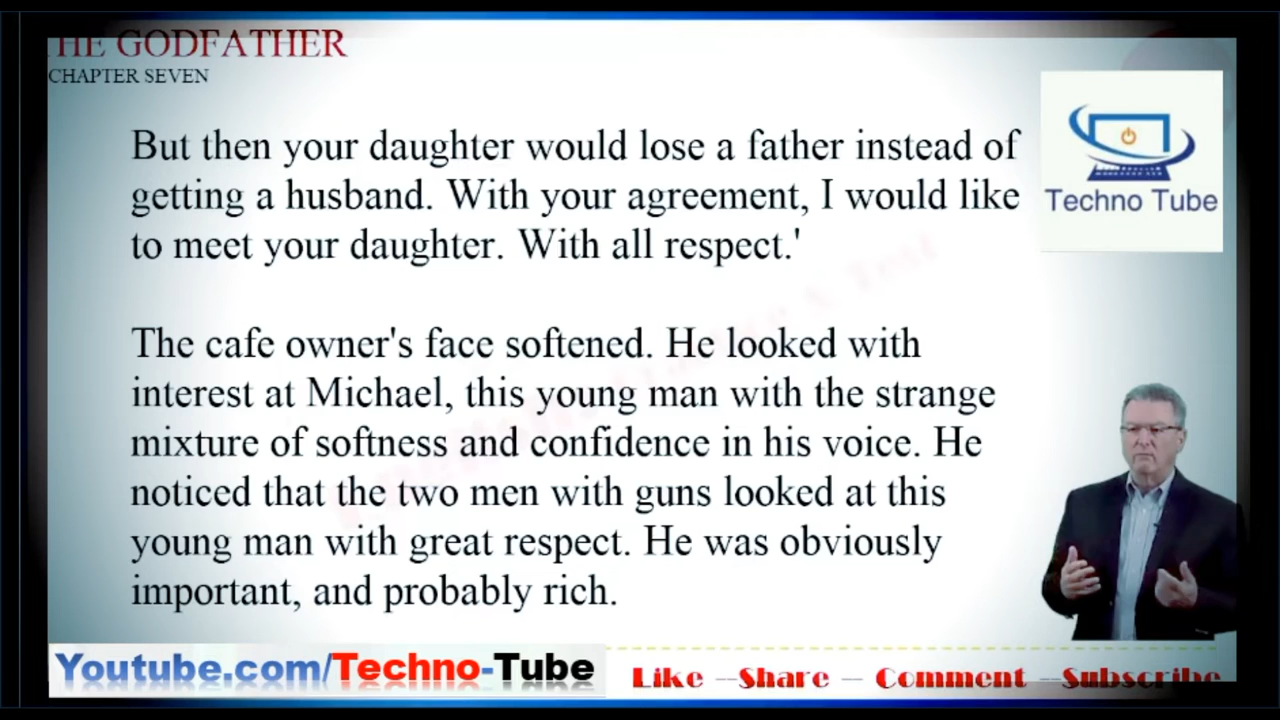 THE GODFATHER
CHAPTER SEVEN
But then your daughter would lose a father instead of
getting a husband. With your agreement, I would like
to meet your daughter. With all respect.'
Techno Tube
The cafe owner's face softened. He looked with
interest at Michael, this young man with the strange
mixture of softness and confidence in his voice. He
noticed that the two men with guns looked at this
young man with great respect. He was obviously
important, and probably rich.
Youtube.com/Techno-Tube
Like – Share – Comment – Subscribe